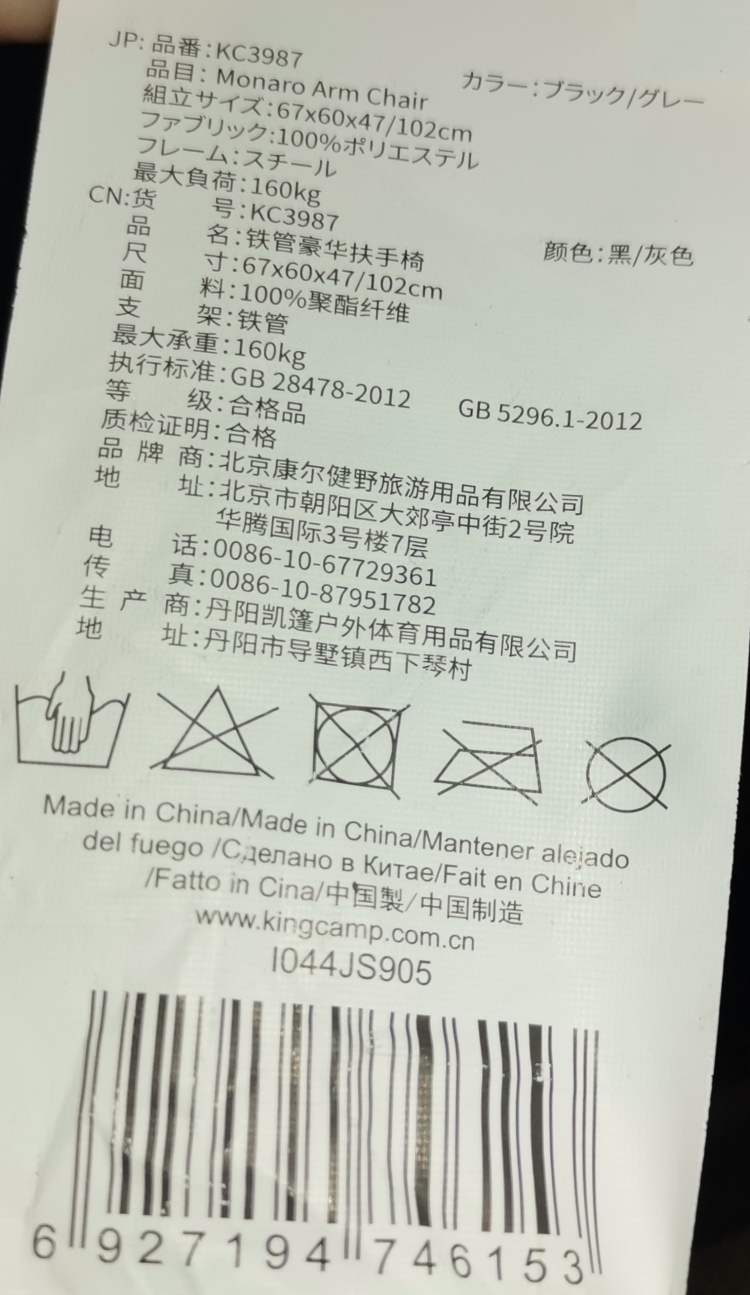 JP: 品番:KC3987 カラー:ブラック/グレー
品目: Monaro Arm Chair
組立サイズ:67x60x47/102cm
ファブリック:100%ポリエステル
フレーム:スチール
最大負荷:160kg
CN:货 号:KC3987 颜色:黑/灰色
品 名:铁管豪华扶手椅
尺 寸:67x60x47/102cm
面 料:100%聚酯纤维
支 架:铁管
最大承重:160kg
执行标准:GB 28478-2012 GB 5296.1-2012
等 级:合格品
质检证明:合格
品 牌 商:北京康尔健野旅游用品有限公司
地 址:北京市朝阳区大郊亭中街2号院
华腾国际3号楼7层
电 话:0086-10-67729361
传 真:0086-10-87951782
生 产 商:丹阳凯篷户外体育用品有限公司
地 址:丹阳市导墅镇西下琴村
Made in China/Made in China/Mantener alejado
del fuego /Сделано в Китае/Fait en Chine
/Fatto in Cina/中国製/中国制造
www.kingcamp.com.cn
I044JS905
6 927194 746153